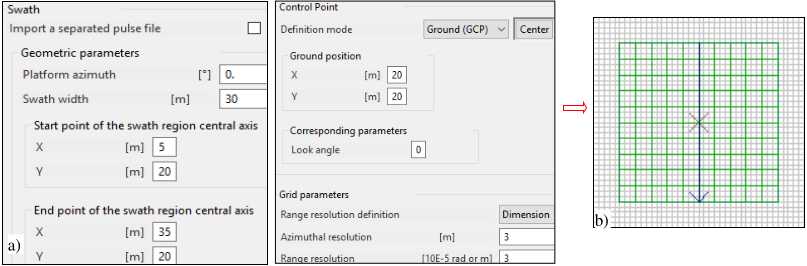 Swath
Import a separated pulse file
Geometric parameters
Platform azimuth [°] 0.
Swath width [m] 30
Start point of the swath region central axis
X [m] 5
Y [m] 20
End point of the swath region central axis
X [m] 35
Y [m] 20
a)
Control Point
Definition mode Ground (GCP) Center
Ground position
X [m] 20
Y [m] 20
Corresponding parameters
Look angle 0
Grid parameters
Range resolution definition Dimension
Azimuthal resolution [m] 3
Range resolution [10E-5 rad or m] 3
b)